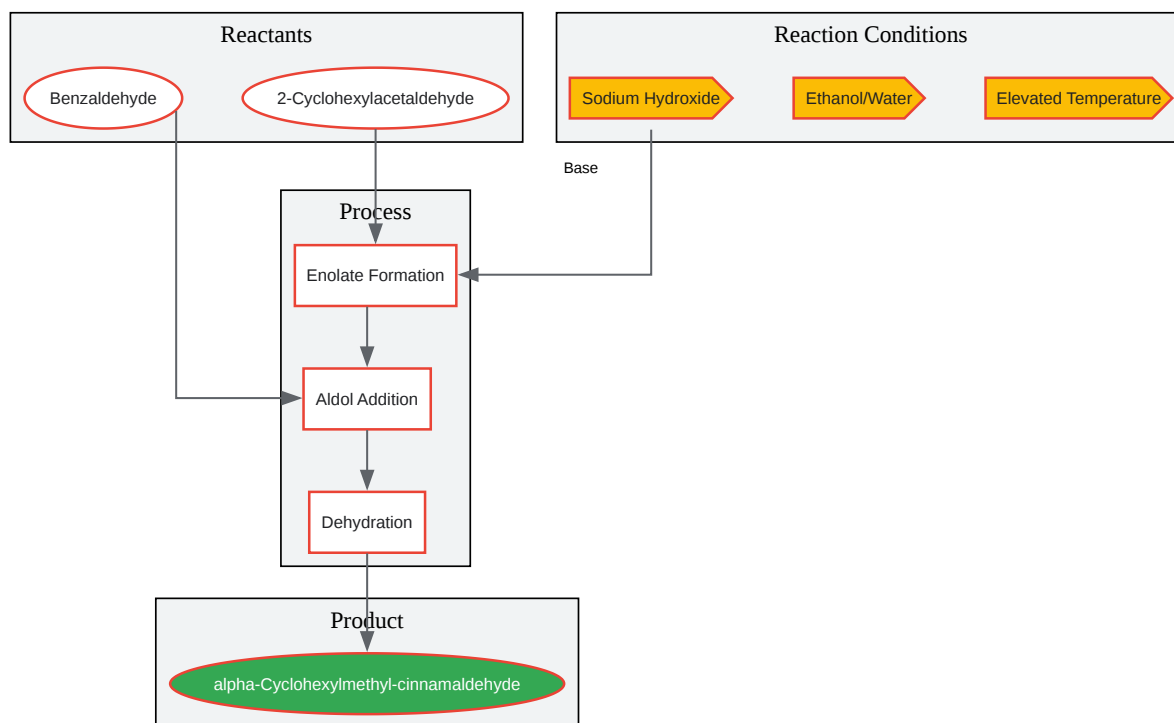 Reactants
Benzaldehyde
2-Cyclohexylacetaldehyde
Reaction Conditions
Sodium Hydroxide
Ethanol/Water
Elevated Temperature
Base
Process
Enolate Formation
Aldol Addition
Dehydration
Product
alpha-Cyclohexylmethyl-cinnamaldehyde